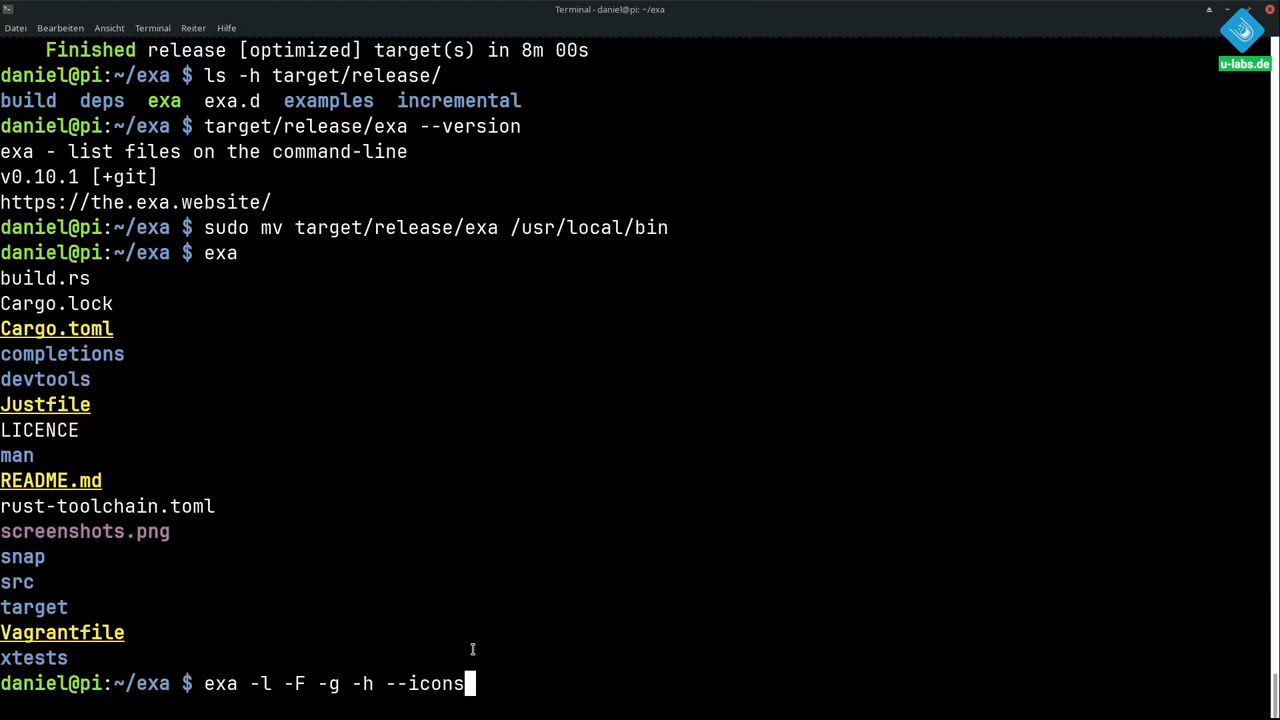 Terminal - daniel@pi: ~/exa
Datei Bearbeiten Ansicht Terminal Reiter Hilfe
u-labs.de
Finished release [optimized] target(s) in 8m 00s
daniel@pi:~/exa $ ls -h target/release/
build deps exa exa.d examples incremental
daniel@pi:~/exa $ target/release/exa --version
exa - list files on the command-line
v0.10.1 [+git]
https://the.exa.website/
daniel@pi:~/exa $ sudo mv target/release/exa /usr/local/bin
daniel@pi:~/exa $ exa
build.rs
Cargo.lock
Cargo.toml
completions
devtools
Justfile
LICENCE
man
README.md
rust-toolchain.toml
screenshots.png
snap
src
target
Vagrantfile
xtests
daniel@pi:~/exa $ exa -l -F -g -h --icons